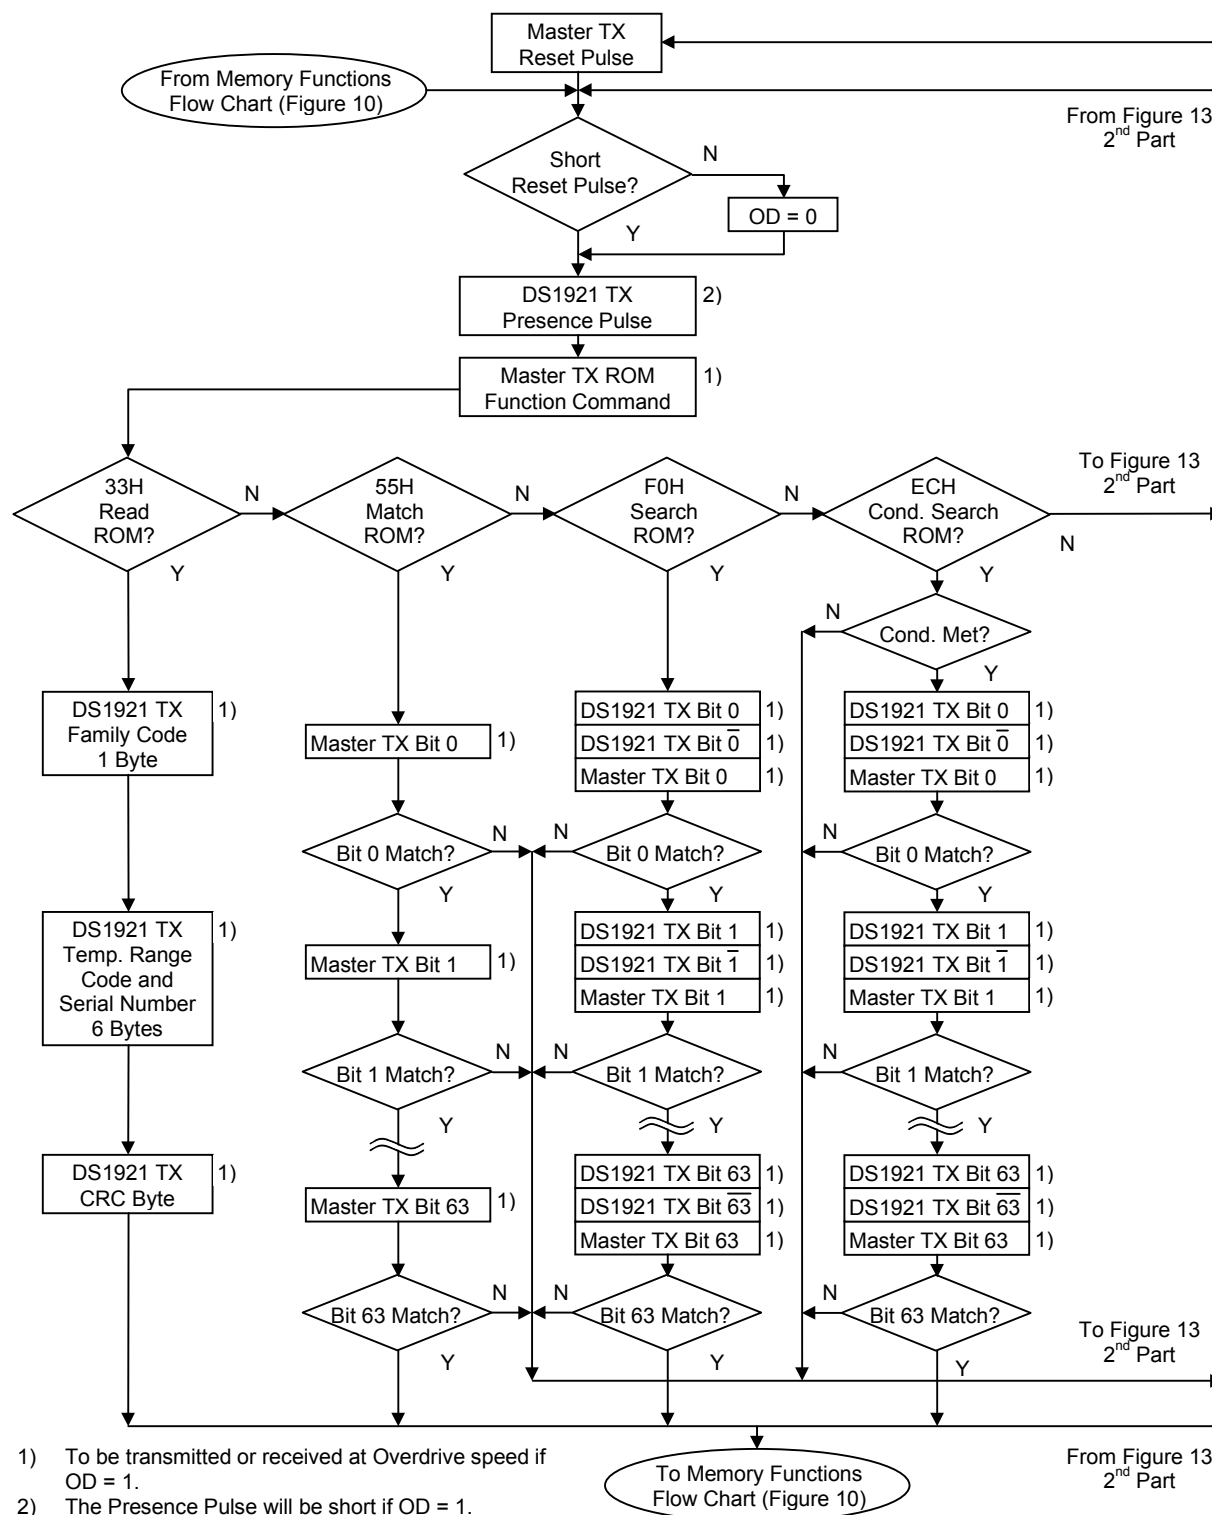 Master TX
Reset Pulse
From Memory Functions
Flow Chart (Figure 10)
From Figure 13
2nd Part
Short
Reset Pulse?
N
OD = 0
Y
DS1921 TX
Presence Pulse
2)
Master TX ROM
Function Command
1)
To Figure 13
2nd Part
33H
Read
ROM?
N
Y
55H
Match
ROM?
N
Y
F0H
Search
ROM?
N
Y
ECH
Cond. Search
ROM?
N
Y
Cond. Met?
N
Y
DS1921 TX
Family Code
1 Byte
1)
DS1921 TX
Temp. Range
Code and
Serial Number
6 Bytes
1)
DS1921 TX
CRC Byte
1)
Master TX Bit 0
1)
Bit 0 Match?
N
Y
Master TX Bit 1
1)
Bit 1 Match?
N
Y
Master TX Bit 63
1)
Bit 63 Match?
N
Y
DS1921 TX Bit 0
1)
DS1921 TX Bit 0̅
1)
Master TX Bit 0
1)
Bit 0 Match?
N
Y
DS1921 TX Bit 1
1)
DS1921 TX Bit 1̅
1)
Master TX Bit 1
1)
Bit 1 Match?
N
Y
DS1921 TX Bit 63
1)
DS1921 TX Bit 6̅3̅
1)
Master TX Bit 63
1)
Bit 63 Match?
N
Y
DS1921 TX Bit 0
1)
DS1921 TX Bit 0̅
1)
Master TX Bit 0
1)
Bit 0 Match?
N
Y
DS1921 TX Bit 1
1)
DS1921 TX Bit 1̅
1)
Master TX Bit 1
1)
Bit 1 Match?
N
Y
DS1921 TX Bit 63
1)
DS1921 TX Bit 6̅3̅
1)
Master TX Bit 63
1)
Bit 63 Match?
N
Y
To Figure 13
2nd Part
1) To be transmitted or received at Overdrive speed if
OD = 1.
2) The Presence Pulse will be short if OD = 1.
To Memory Functions
Flow Chart (Figure 10)
From Figure 13
2nd Part